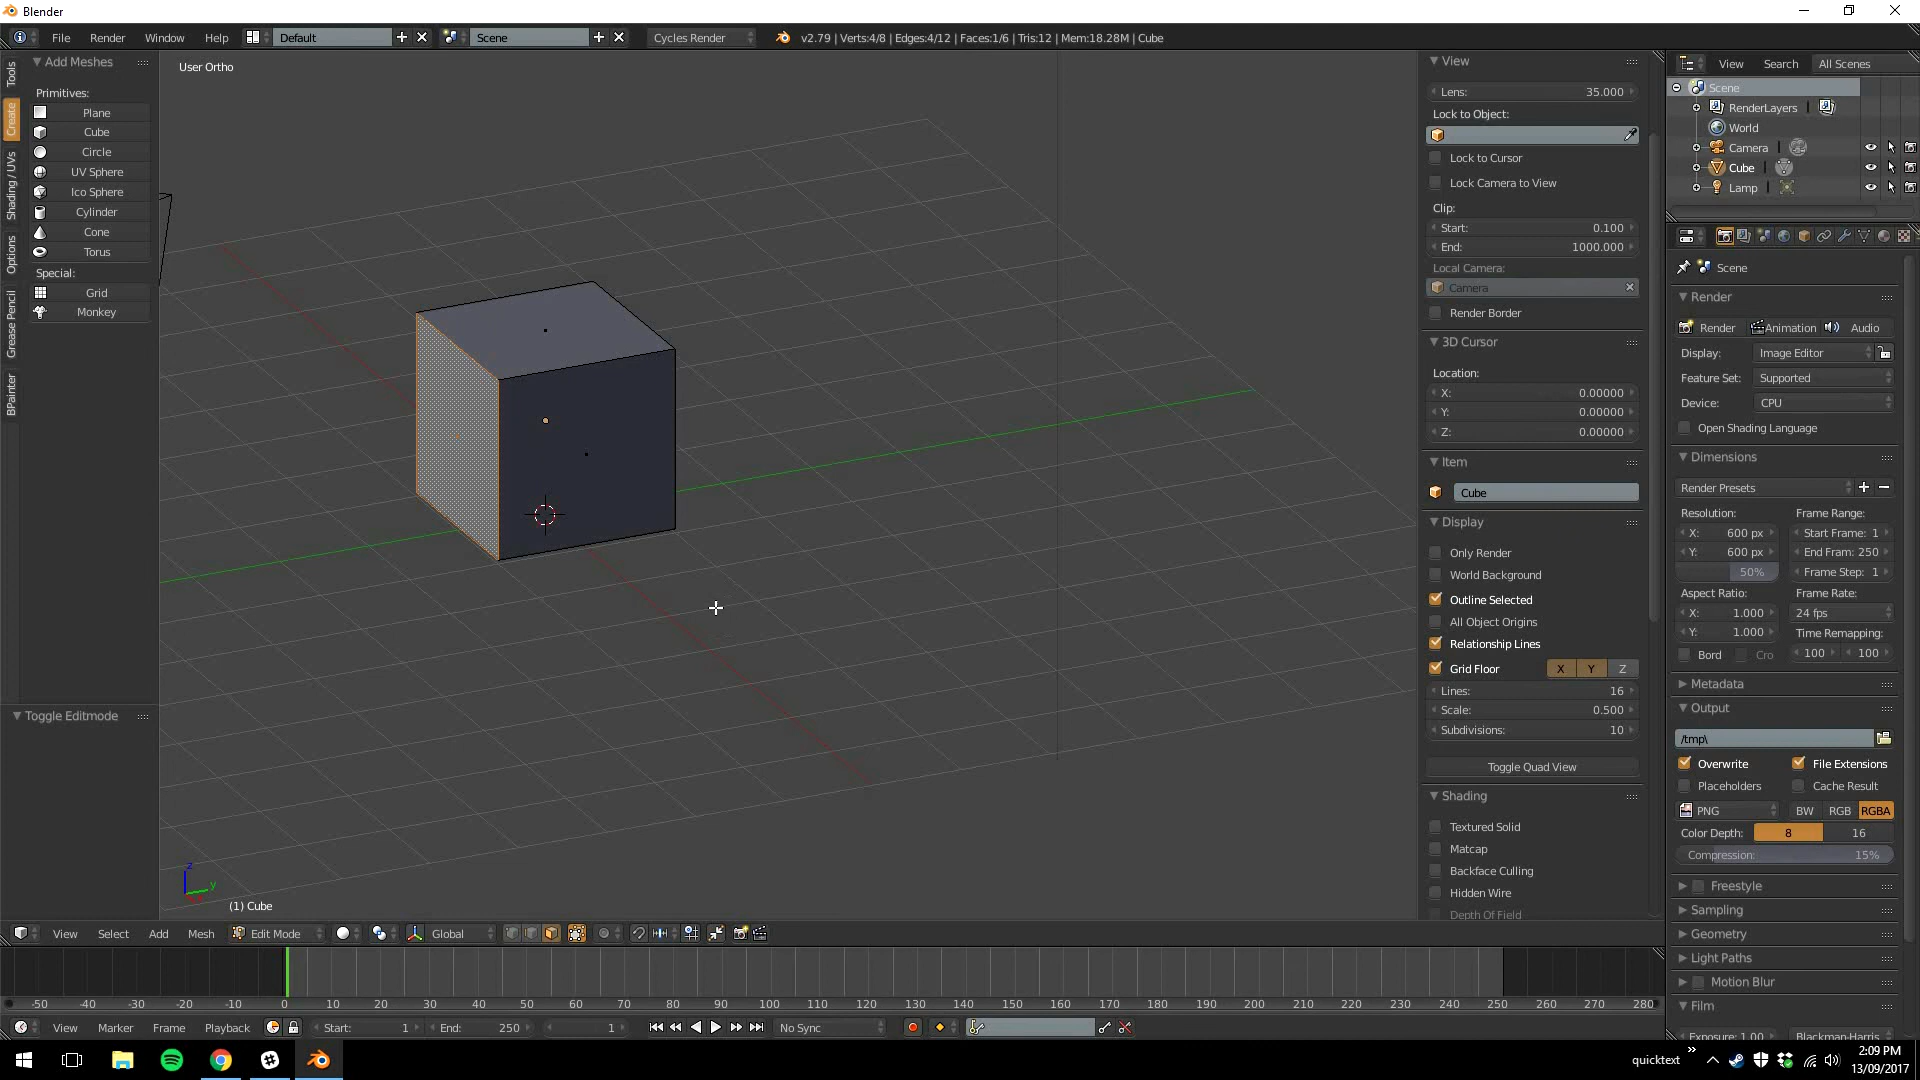 Blender
File Render Window Help Default Scene Cycles Render v2.79 | Verts:4/8 | Edges:4/12 | Faces:1/6 | Tris:12 | Mem:18.28M | Cube
Tools
Create
Shading / UVs
Options
Grease Pencil
BPainter
Add Meshes
Primitives:
Plane
Cube
Circle
UV Sphere
Ico Sphere
Cylinder
Cone
Torus
Special:
Grid
Monkey
Toggle Editmode
User Ortho
z
y
(1) Cube
View
Lens: 35.000
Lock to Object:
Lock to Cursor
Lock Camera to View
Clip:
Start: 0.100
End: 1000.000
Local Camera:
Camera
Render Border
3D Cursor
Location:
X: 0.00000
Y: 0.00000
Z: 0.00000
Item
Cube
Display
Only Render
World Background
Outline Selected
All Object Origins
Relationship Lines
Grid Floor X Y Z
Lines: 16
Scale: 0.500
Subdivisions: 10
Toggle Quad View
Shading
Textured Solid
Matcap
Backface Culling
Hidden Wire
Depth Of Field
View Search All Scenes
Scene
RenderLayers
World
Camera
Cube
Lamp
Scene
Render
Render Animation Audio
Display: Image Editor
Feature Set: Supported
Device: CPU
Open Shading Language
Dimensions
Render Presets
Resolution: Frame Range:
X: 600 px Start Frame: 1
Y: 600 px End Fram: 250
50% Frame Step: 1
Aspect Ratio: Frame Rate:
X: 1.000 24 fps
Y: 1.000 Time Remapping:
Bord Cro 100 100
Metadata
Output
/tmp\
Overwrite File Extensions
Placeholders Cache Result
PNG BW RGB RGBA
Color Depth: 8 16
Compression: 15%
Freestyle
Sampling
Geometry
Light Paths
Motion Blur
Film
Exposure: 1.00 Blackman-Harris
View Select Add Mesh Edit Mode Global
-50 -40 -30 -20 -10 0 10 20 30 40 50 60 70 80 90 100 110 120 130 140 150 160 170 180 190 200 210 220 230 240 250 260 270 280
View Marker Frame Playback Start: 1 End: 250 1 No Sync
quicktext
2:09 PM
13/09/2017